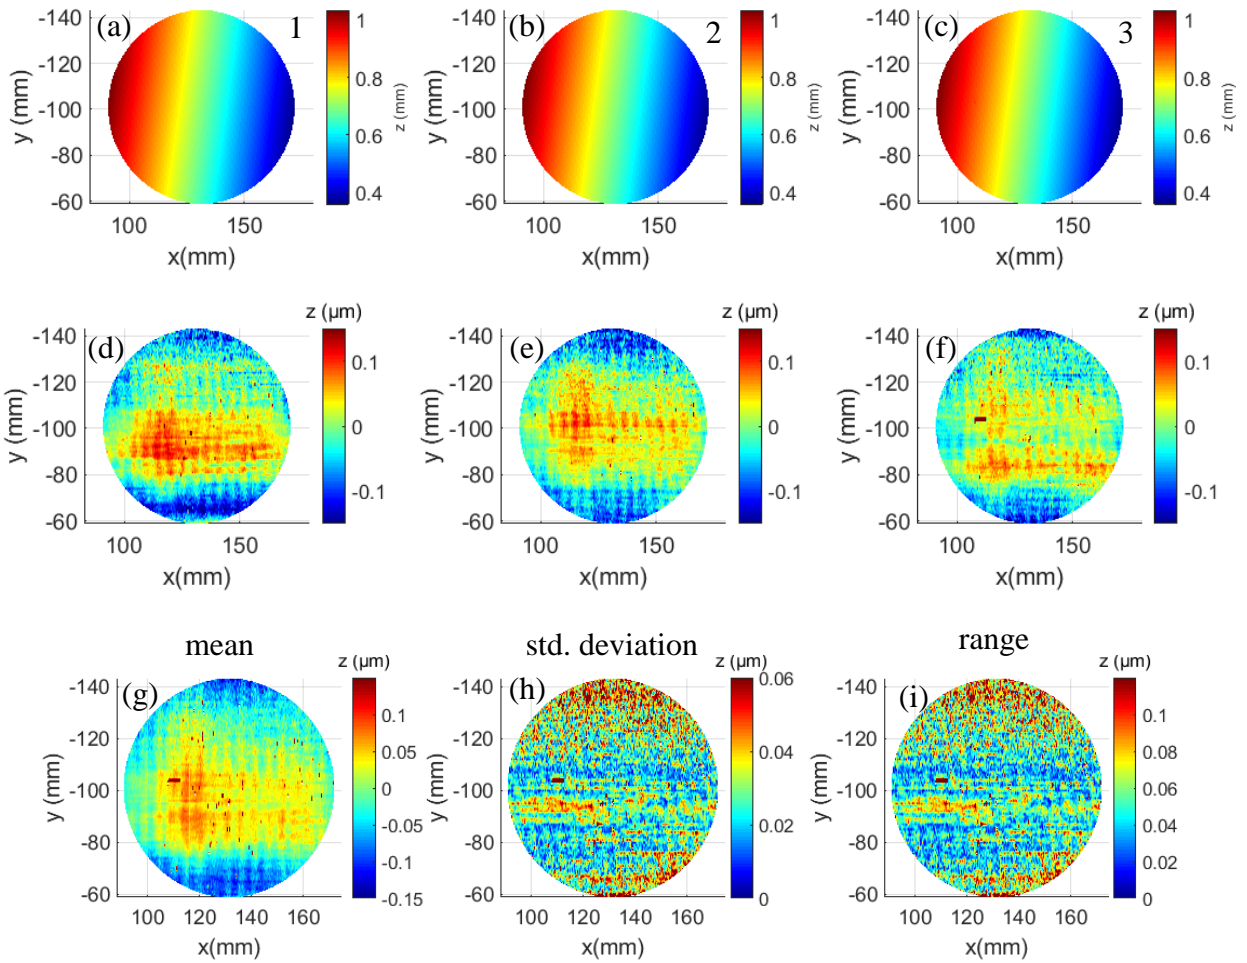 (a) 1
-140
-120
-100
-80
-60
y (mm)
100 150
x(mm)
1
0.8
0.6
0.4
z (mm)
(b) 2
-140
-120
-100
-80
-60
y (mm)
100 150
x(mm)
1
0.8
0.6
0.4
z (mm)
(c) 3
-140
-120
-100
-80
-60
y (mm)
100 150
x(mm)
1
0.8
0.6
0.4
z (mm)
(d)
z (µm)
-140
-120
-100
-80
-60
y (mm)
100 150
x(mm)
0.1
0
-0.1
(e)
z (µm)
-140
-120
-100
-80
-60
y (mm)
100 150
x(mm)
0.1
0
-0.1
(f)
z (µm)
-140
-120
-100
-80
-60
y (mm)
100 150
x(mm)
0.1
0
-0.1
mean
(g)
z (µm)
-140
-120
-100
-80
-60
y (mm)
100 120 140 160
x(mm)
0.1
0.05
0
-0.05
-0.1
-0.15
std. deviation
(h)
z (µm)
-140
-120
-100
-80
-60
y (mm)
100 120 140 160
x(mm)
0.06
0.04
0.02
0
range
(i)
z (µm)
-140
-120
-100
-80
-60
y (mm)
100 120 140 160
x(mm)
0.1
0.08
0.06
0.04
0.02
0